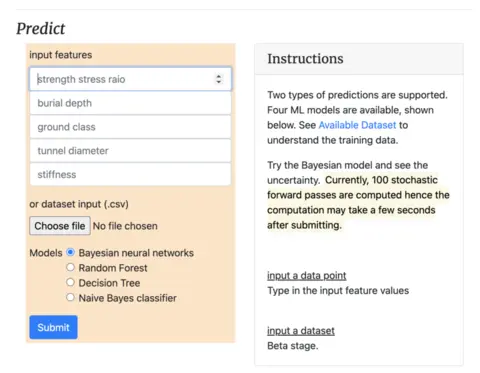 Predict
input features
strength stress raio
burial depth
ground class
tunnel diameter
stiffness
or dataset input (.csv)
Choose file No file chosen
Models Bayesian neural networks
Random Forest
Decision Tree
Naive Bayes classifier
Submit
Instructions
Two types of predictions are supported.
Four ML models are available, shown
below. See Available Dataset to
understand the training data.
Try the Bayesian model and see the
uncertainty. Currently, 100 stochastic
forward passes are computed hence the
computation may take a few seconds
after submitting.
input a data point
Type in the input feature values
input a dataset
Beta stage.